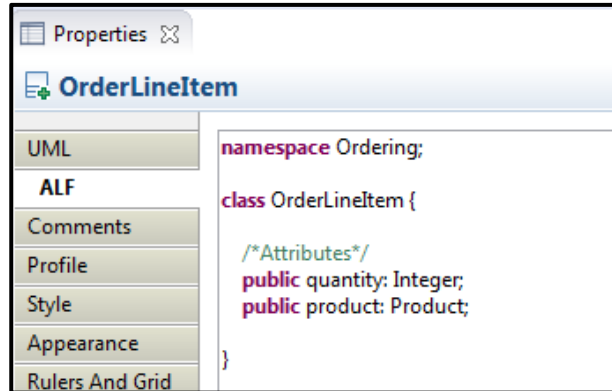 Properties
OrderLineItem
UML
ALF
Comments
Profile
Style
Appearance
Rulers And Grid
namespace Ordering;
class OrderLineItem {
/*Attributes*/
public quantity: Integer;
public product: Product;
}